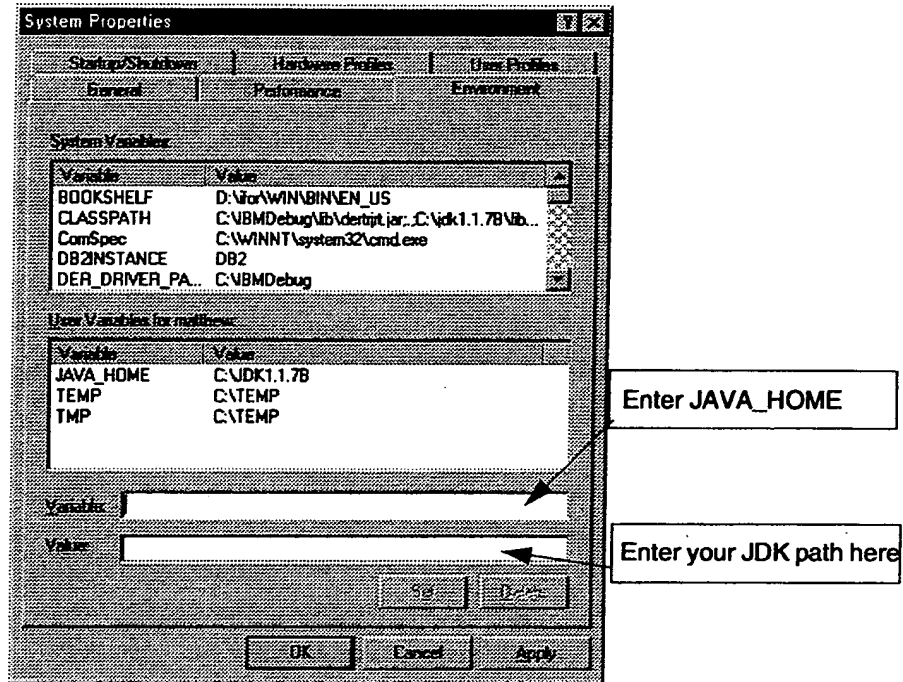 System Properties
Startup/Shutdown Hardware Profiles User Profiles
General Performance Environment
System Variables:
Variable Value
BOOKSHELF D:\ifor\WIN\BIN\EN_US
CLASSPATH C:\IBMDebug\lib\dertrjrt.jar;.;C:\jdk1.1.7B\lib...
ComSpec C:\WINNT\system32\cmd.exe
DB2INSTANCE DB2
DER_DRIVER_PA... C:\IBMDebug
User Variables for matthew:
Variable Value
JAVA_HOME C:\JDK1.1.7B
TEMP C:\TEMP
TMP C:\TEMP
Enter JAVA_HOME
Variable:
Value:
Enter your JDK path here
Set Delete
OK Cancel Apply